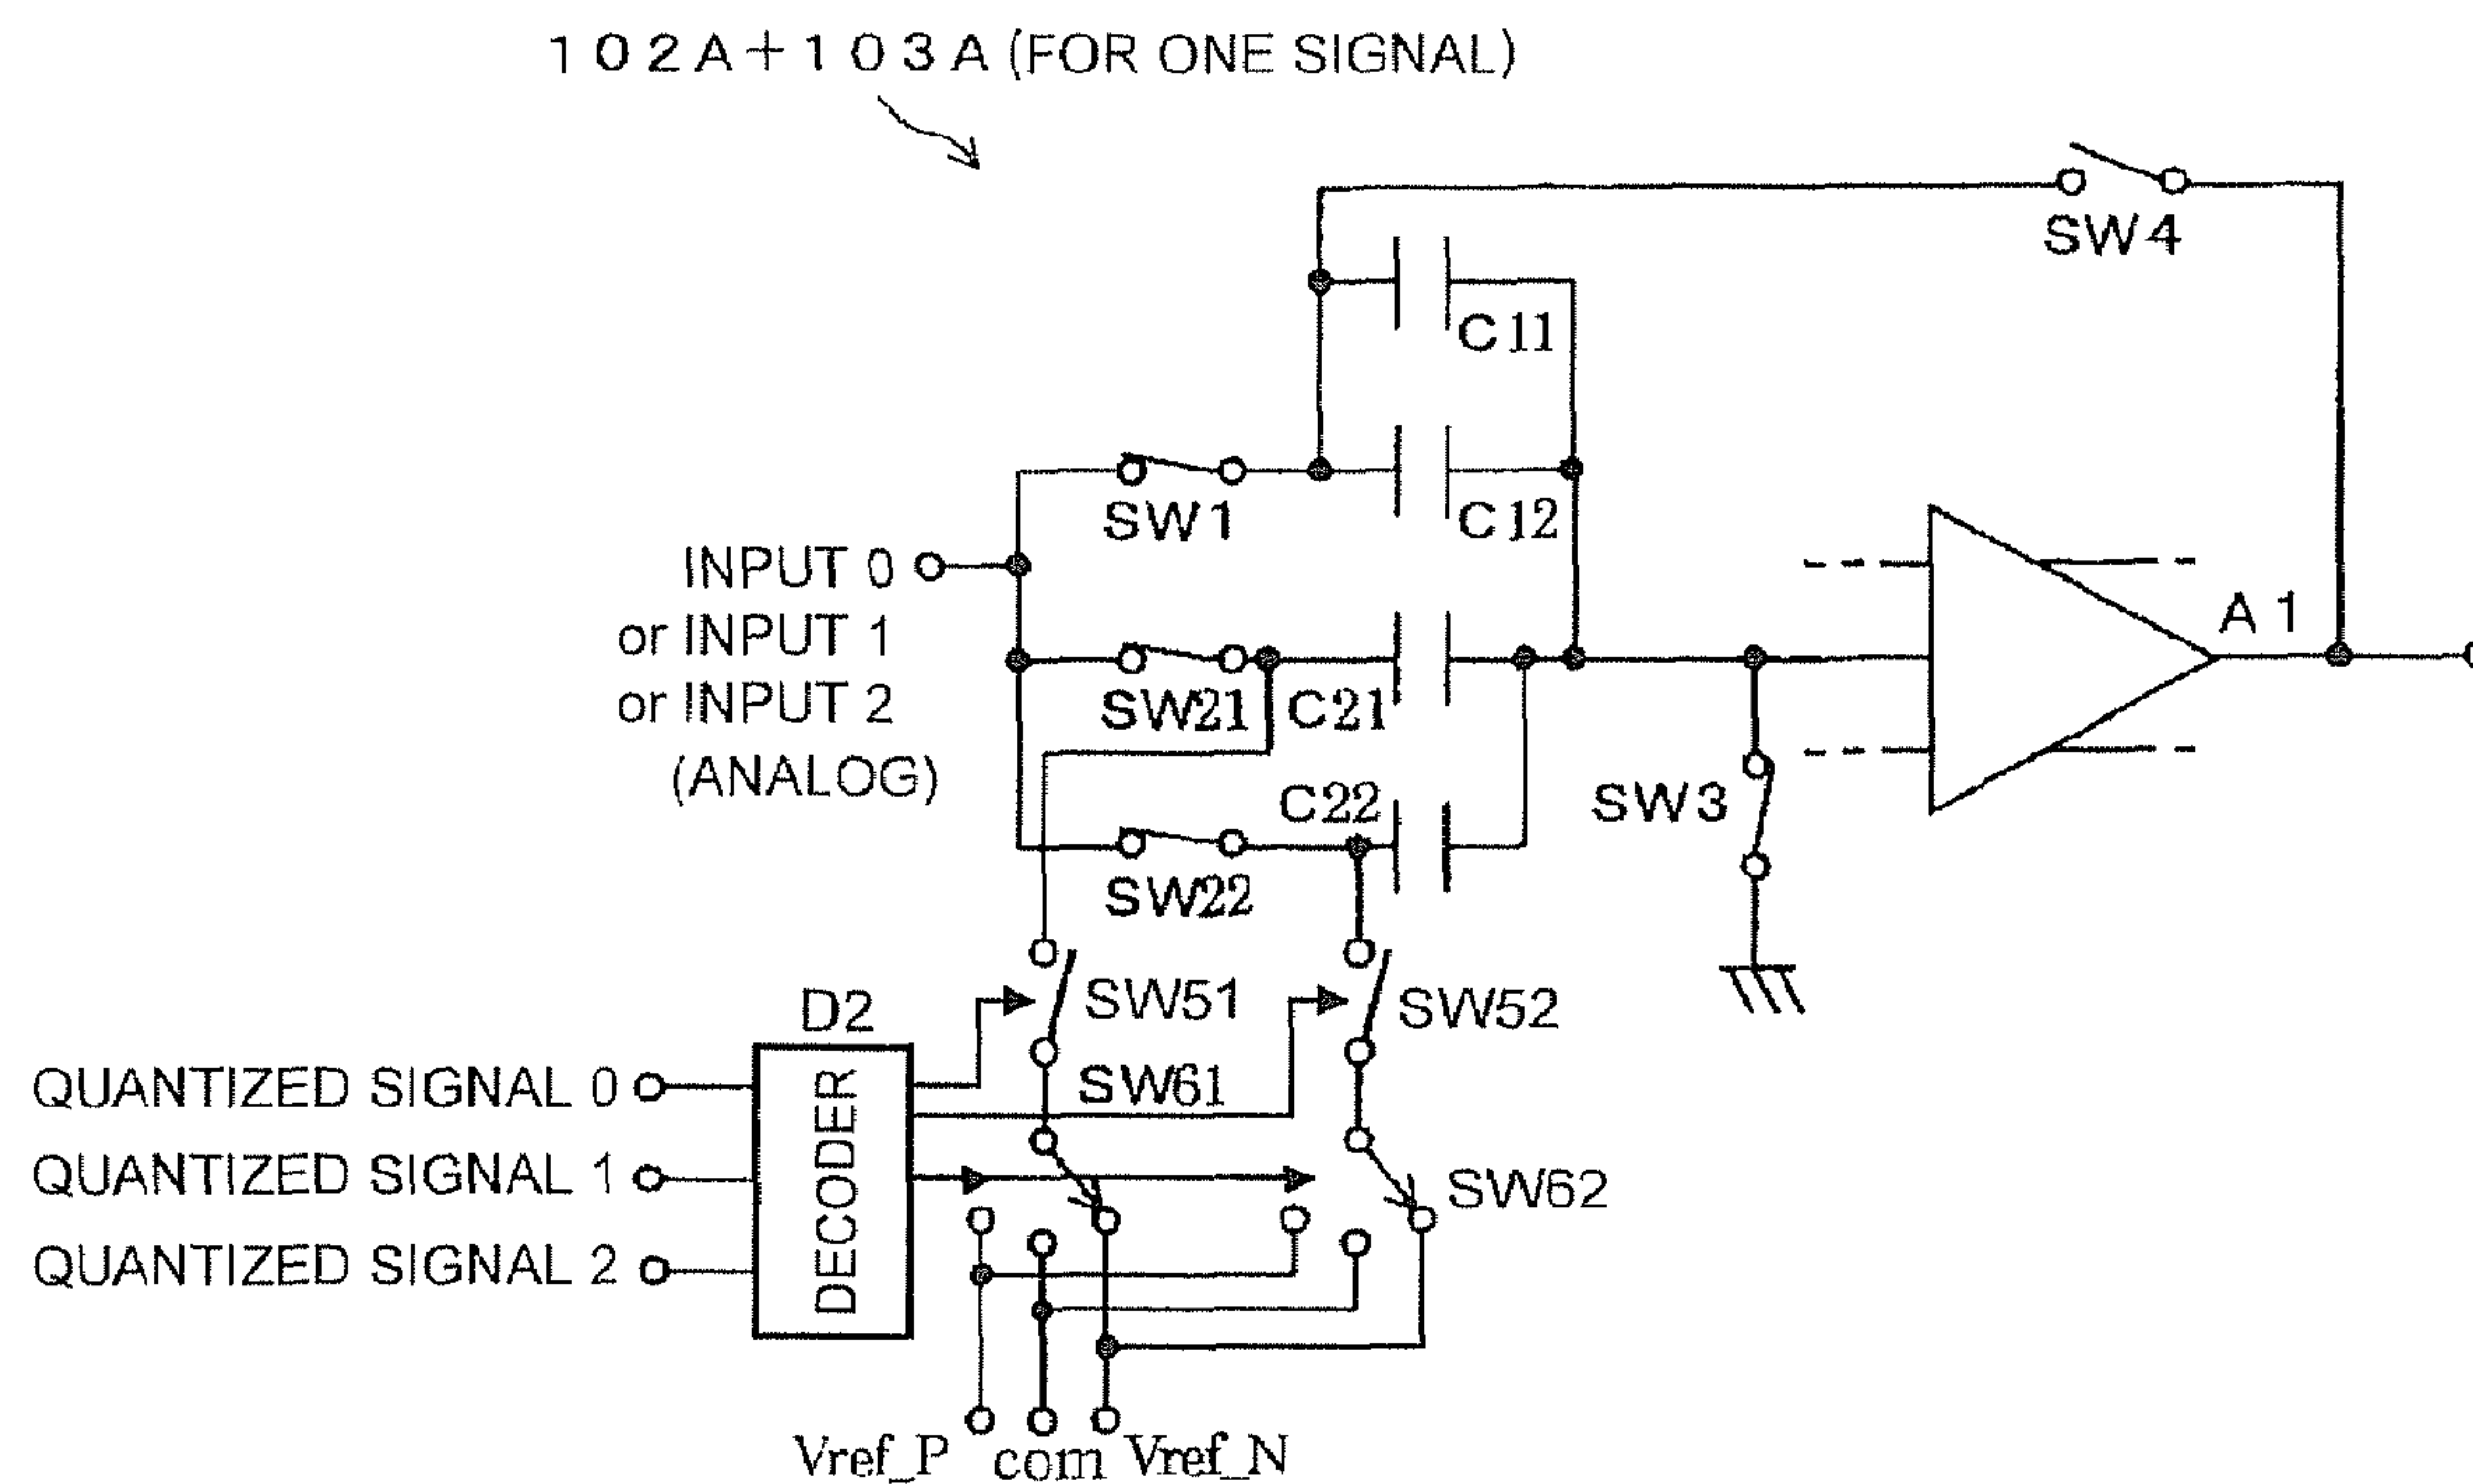 102A+103A (FOR ONE SIGNAL)
SW4
C11
SW1
C12
INPUT 0
or INPUT 1
or INPUT 2
(ANALOG)
A1
SW21
C21
C22
SW3
SW22
D2
SW51
SW52
DECODER
QUANTIZED SIGNAL 0
SW61
QUANTIZED SIGNAL 1
SW62
QUANTIZED SIGNAL 2
Vref_P com Vref_N